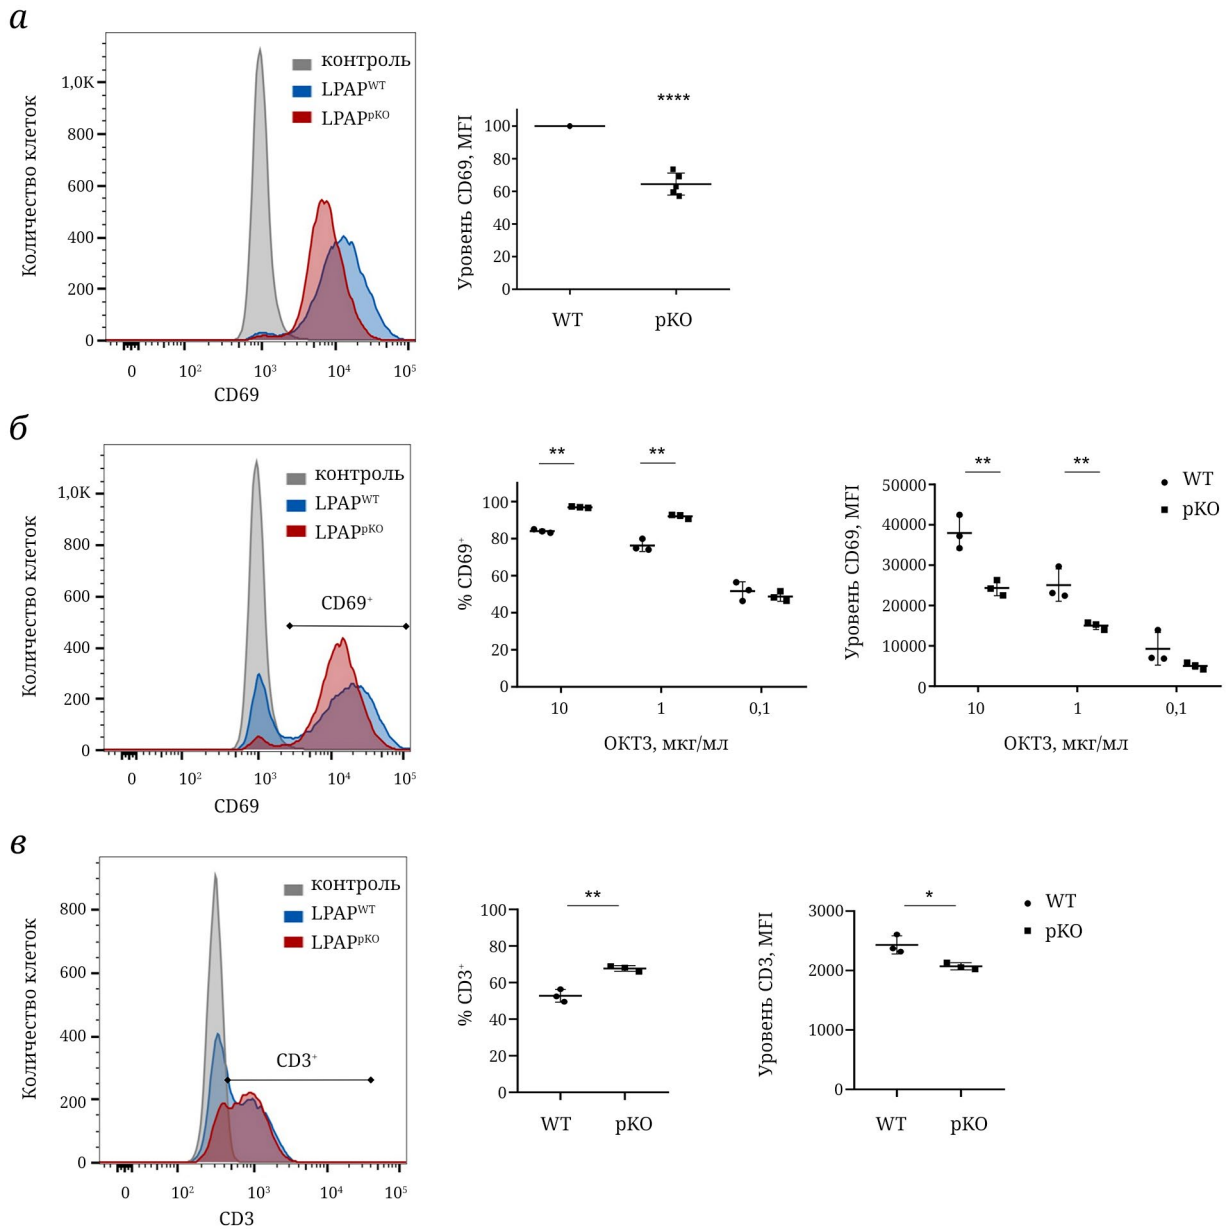 а
Количество клеток
1,0K
800
600
400
200
0
контроль
LPAPWT
LPAPpKO
0 10² 10³ 10⁴ 10⁵
CD69
Уровень CD69, MFI
100
80
60
40
20
0
****
WT pKO
б
Количество клеток
1,0K
800
600
400
200
0
контроль
LPAPWT
LPAPpKO
CD69+
0 10² 10³ 10⁴ 10⁵
CD69
% CD69+
100
80
60
40
20
0
** **
10 1 0,1
ОКТ3, мкг/мл
Уровень CD69, MFI
50000
40000
30000
20000
10000
0
** **
WT
pKO
10 1 0,1
ОКТ3, мкг/мл
в
Количество клеток
800
600
400
200
0
контроль
LPAPWT
LPAPpKO
CD3+
0 10² 10³ 10⁴ 10⁵
CD3
% CD3+
100
80
60
40
20
0
**
WT pKO
Уровень CD3, MFI
3000
2000
1000
0
*
WT
pKO
WT pKO